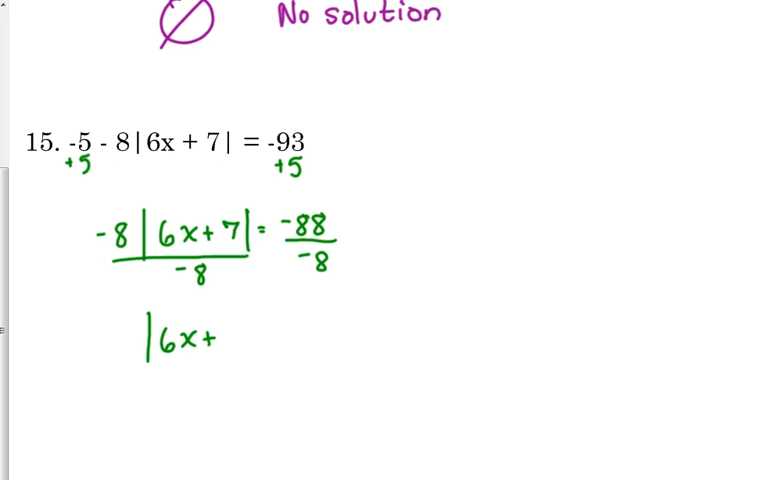 ∅ No solution
15. -5 - 8|6x + 7| = -93
+5 +5
-8|6x+7| = -88
-8 -8
|6x+